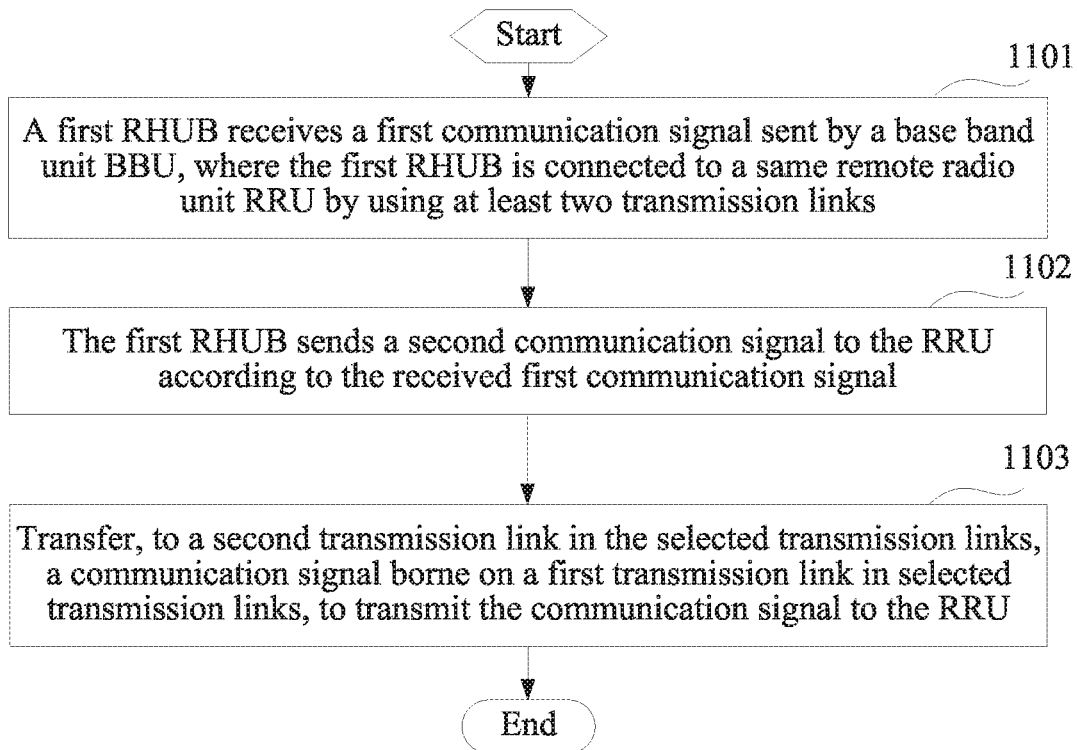 Start
1101
A first RHUB receives a first communication signal sent by a base band
unit BBU, where the first RHUB is connected to a same remote radio
unit RRU by using at least two transmission links
1102
The first RHUB sends a second communication signal to the RRU
according to the received first communication signal
1103
Transfer, to a second transmission link in the selected transmission links,
a communication signal borne on a first transmission link in selected
transmission links, to transmit the communication signal to the RRU
End